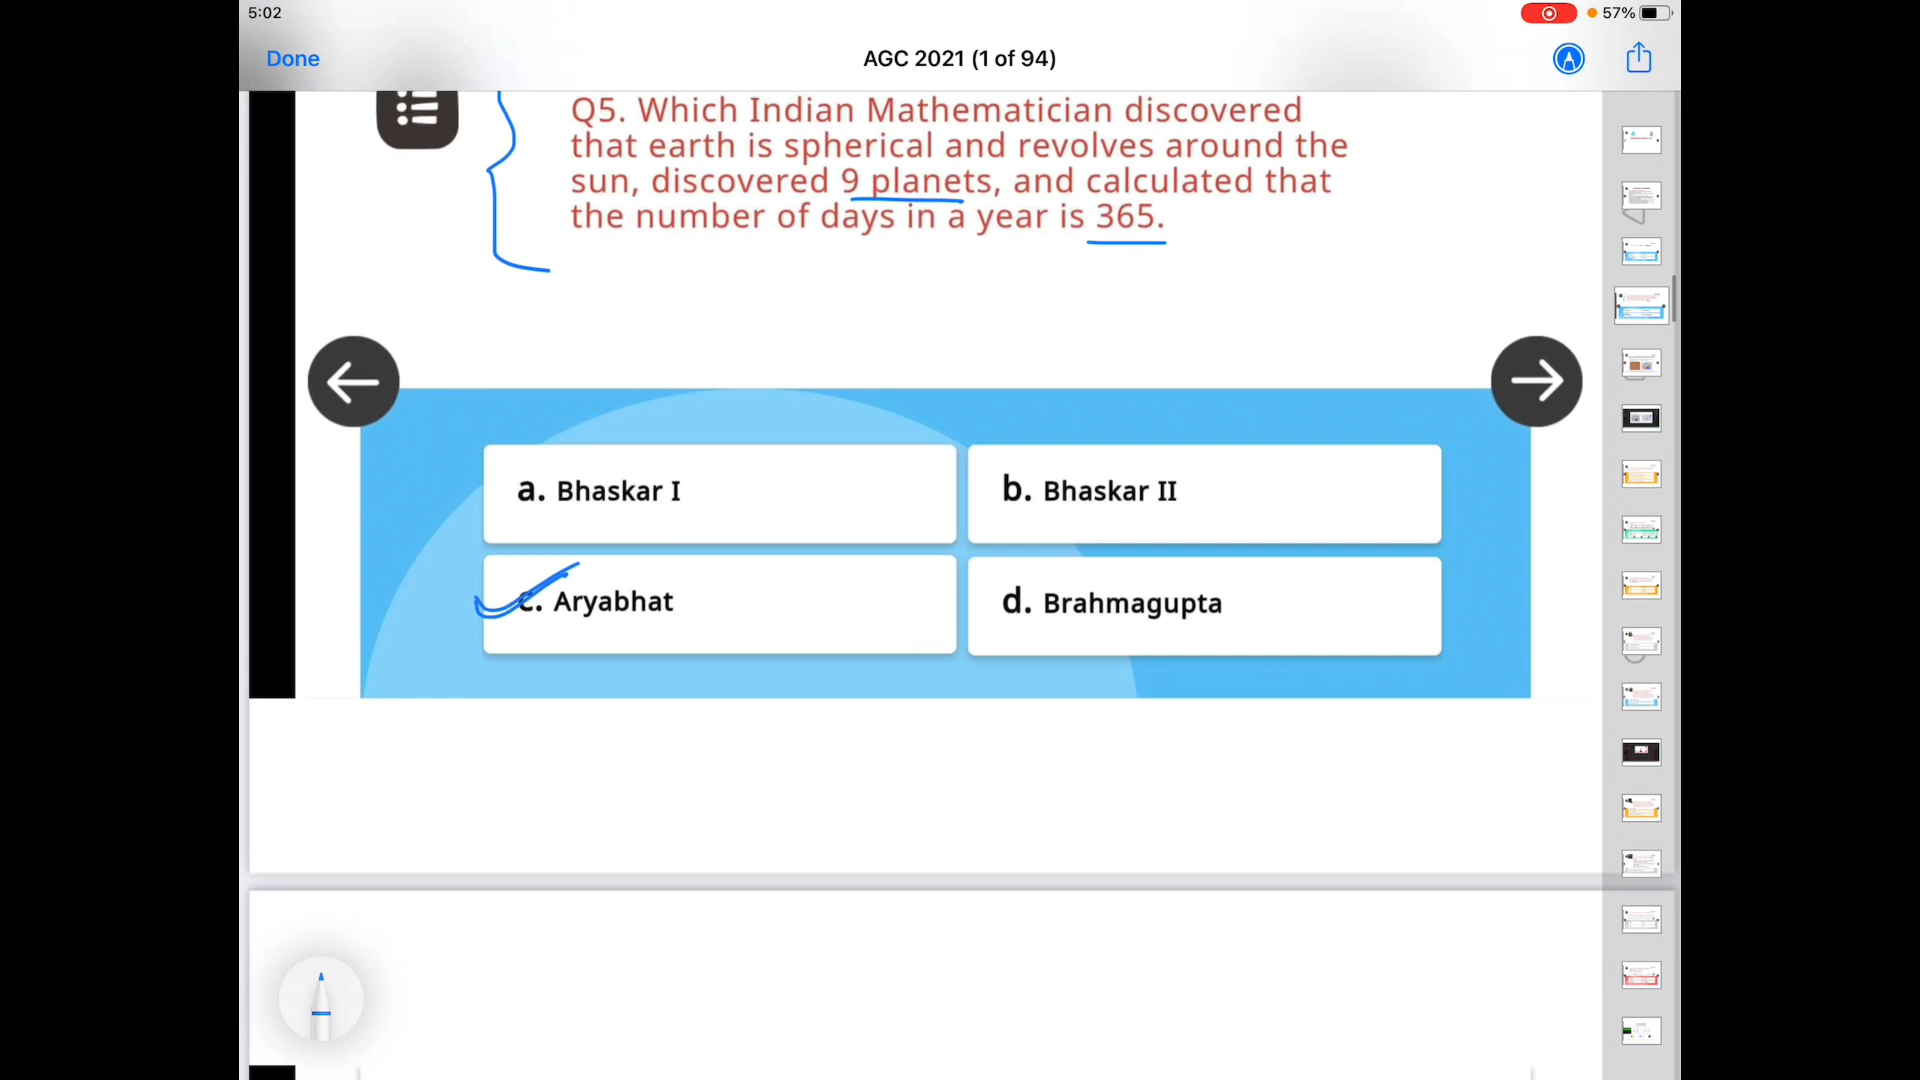 5:02
57%
Done
AGC 2021 (1 of 94)
Q5. Which Indian Mathematician discovered
that earth is spherical and revolves around the
sun, discovered 9 planets, and calculated that
the number of days in a year is 365.
a. Bhaskar I
b. Bhaskar II
c. Aryabhat
d. Brahmagupta